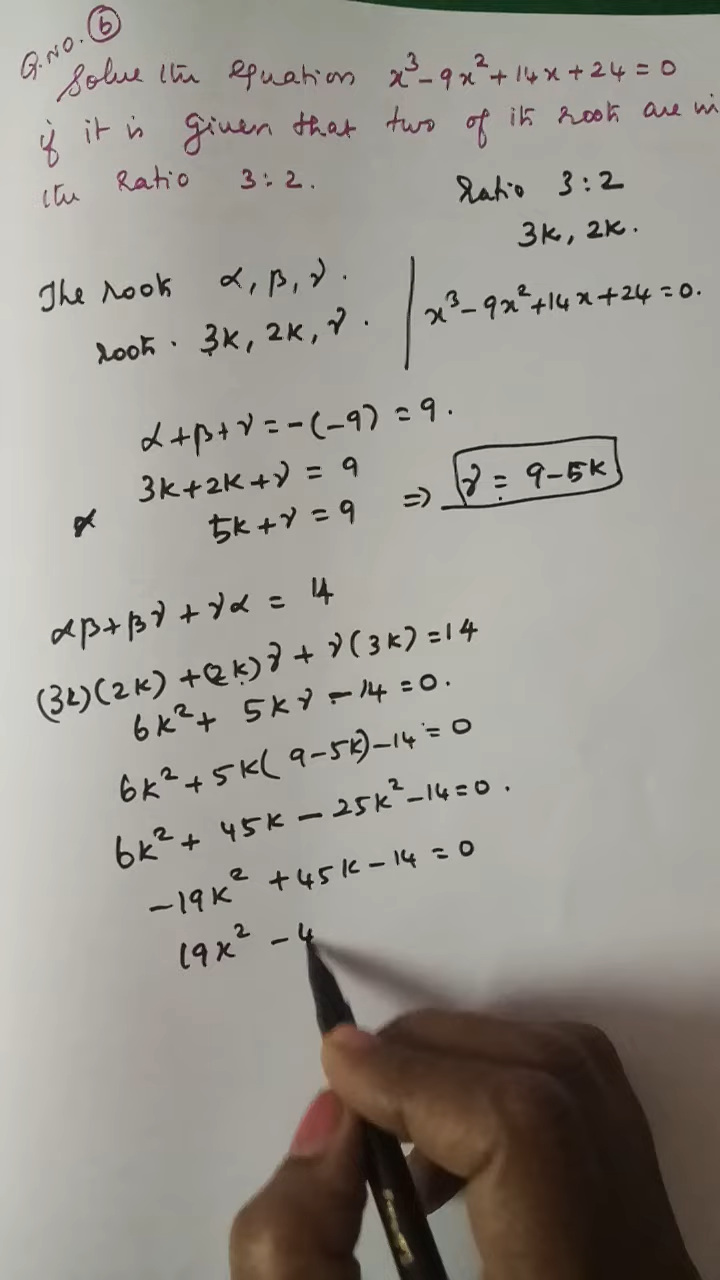 Q.NO. 6
Solve the equation x³-9x²+14x+24=0
if it is given that two of its roots are in
the Ratio 3:2.
Ratio 3:2
3k, 2k.
The roots α, β, γ.
roots. 3k, 2k, γ.
x³-9x²+14x+24=0.
α+β+γ = -(-9) = 9.
3k+2k+γ = 9
α 5k+γ = 9 ⇒ γ = 9-5k
αβ+βγ+γα = 14
(3k)(2k)+(2k)γ+γ(3k)=14
6k²+ 5kγ -14=0.
6k²+5k(9-5k)-14=0
6k²+ 45k - 25k²-14=0.
-19k² +45k-14=0
19x² - 4